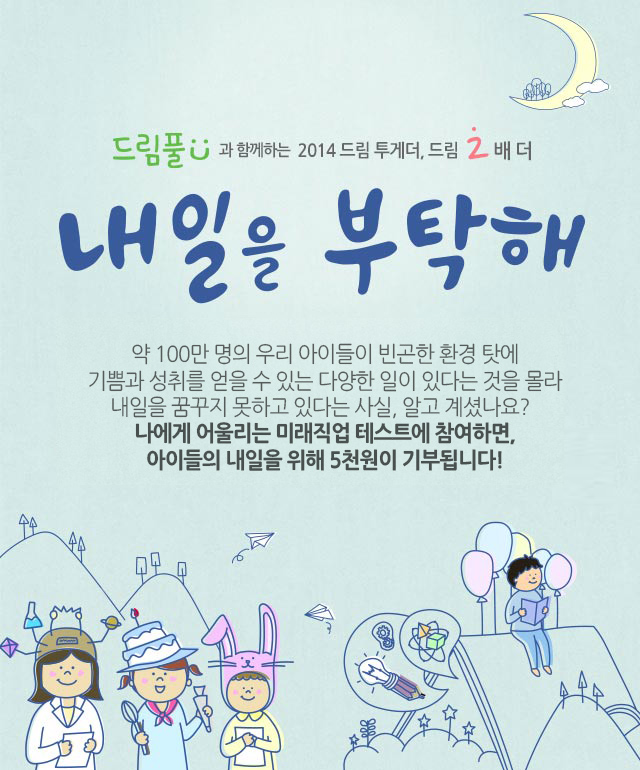 드림풀 과 함께하는 2014 드림 투게더, 드림 2 배 더
내일을 부탁해
약 100만 명의 우리 아이들이 빈곤한 환경 탓에
기쁨과 성취를 얻을 수 있는 다양한 일이 있다는 것을 몰라
내일을 꿈꾸지 못하고 있다는 사실, 알고 계셨나요?
나에게 어울리는 미래직업 테스트에 참여하면,
아이들의 내일을 위해 5천원이 기부됩니다!